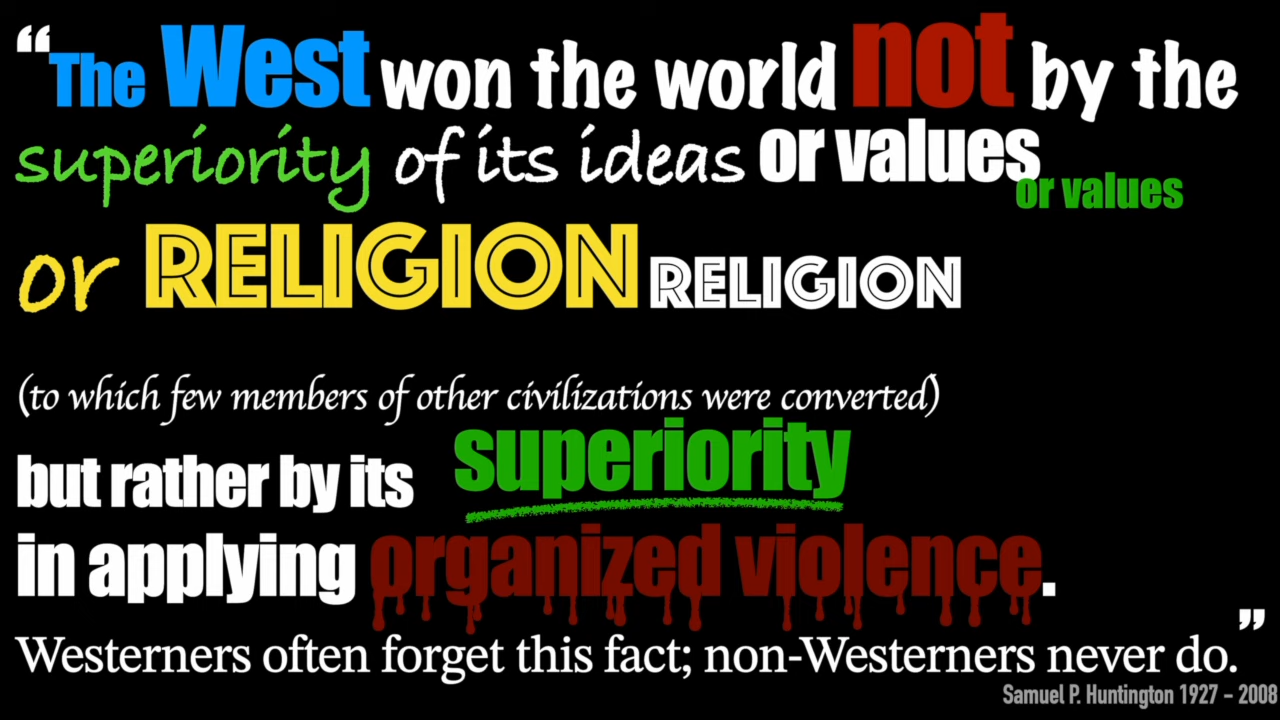 “The West won the world not by the
superiority of its ideas or values
or values
or RELIGION RELIGION
(to which few members of other civilizations were converted)
but rather by its superiority
in applying organized violence.
Westerners often forget this fact; non-Westerners never do.”
Samuel P. Huntington 1927 – 2008